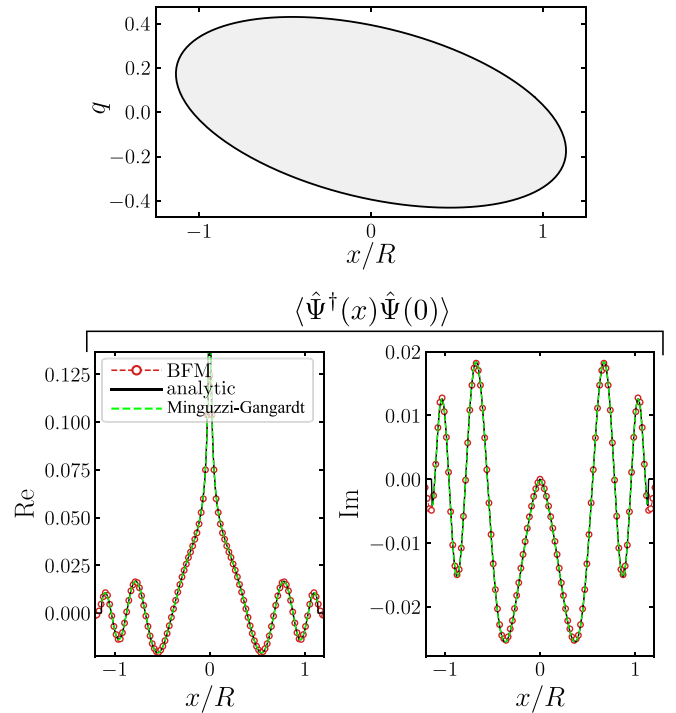 0.4
0.2
0.0
−0.2
−0.4
q
−1 0 1
x/R
⟨Ψ̂†(x)Ψ̂(0)⟩
0.125
0.100
0.075
0.050
0.025
0.000
Re
BFM
analytic
Minguzzi-Gangardt
−1 0 1
x/R
0.02
0.01
0.00
−0.01
−0.02
Im
−1 0 1
x/R